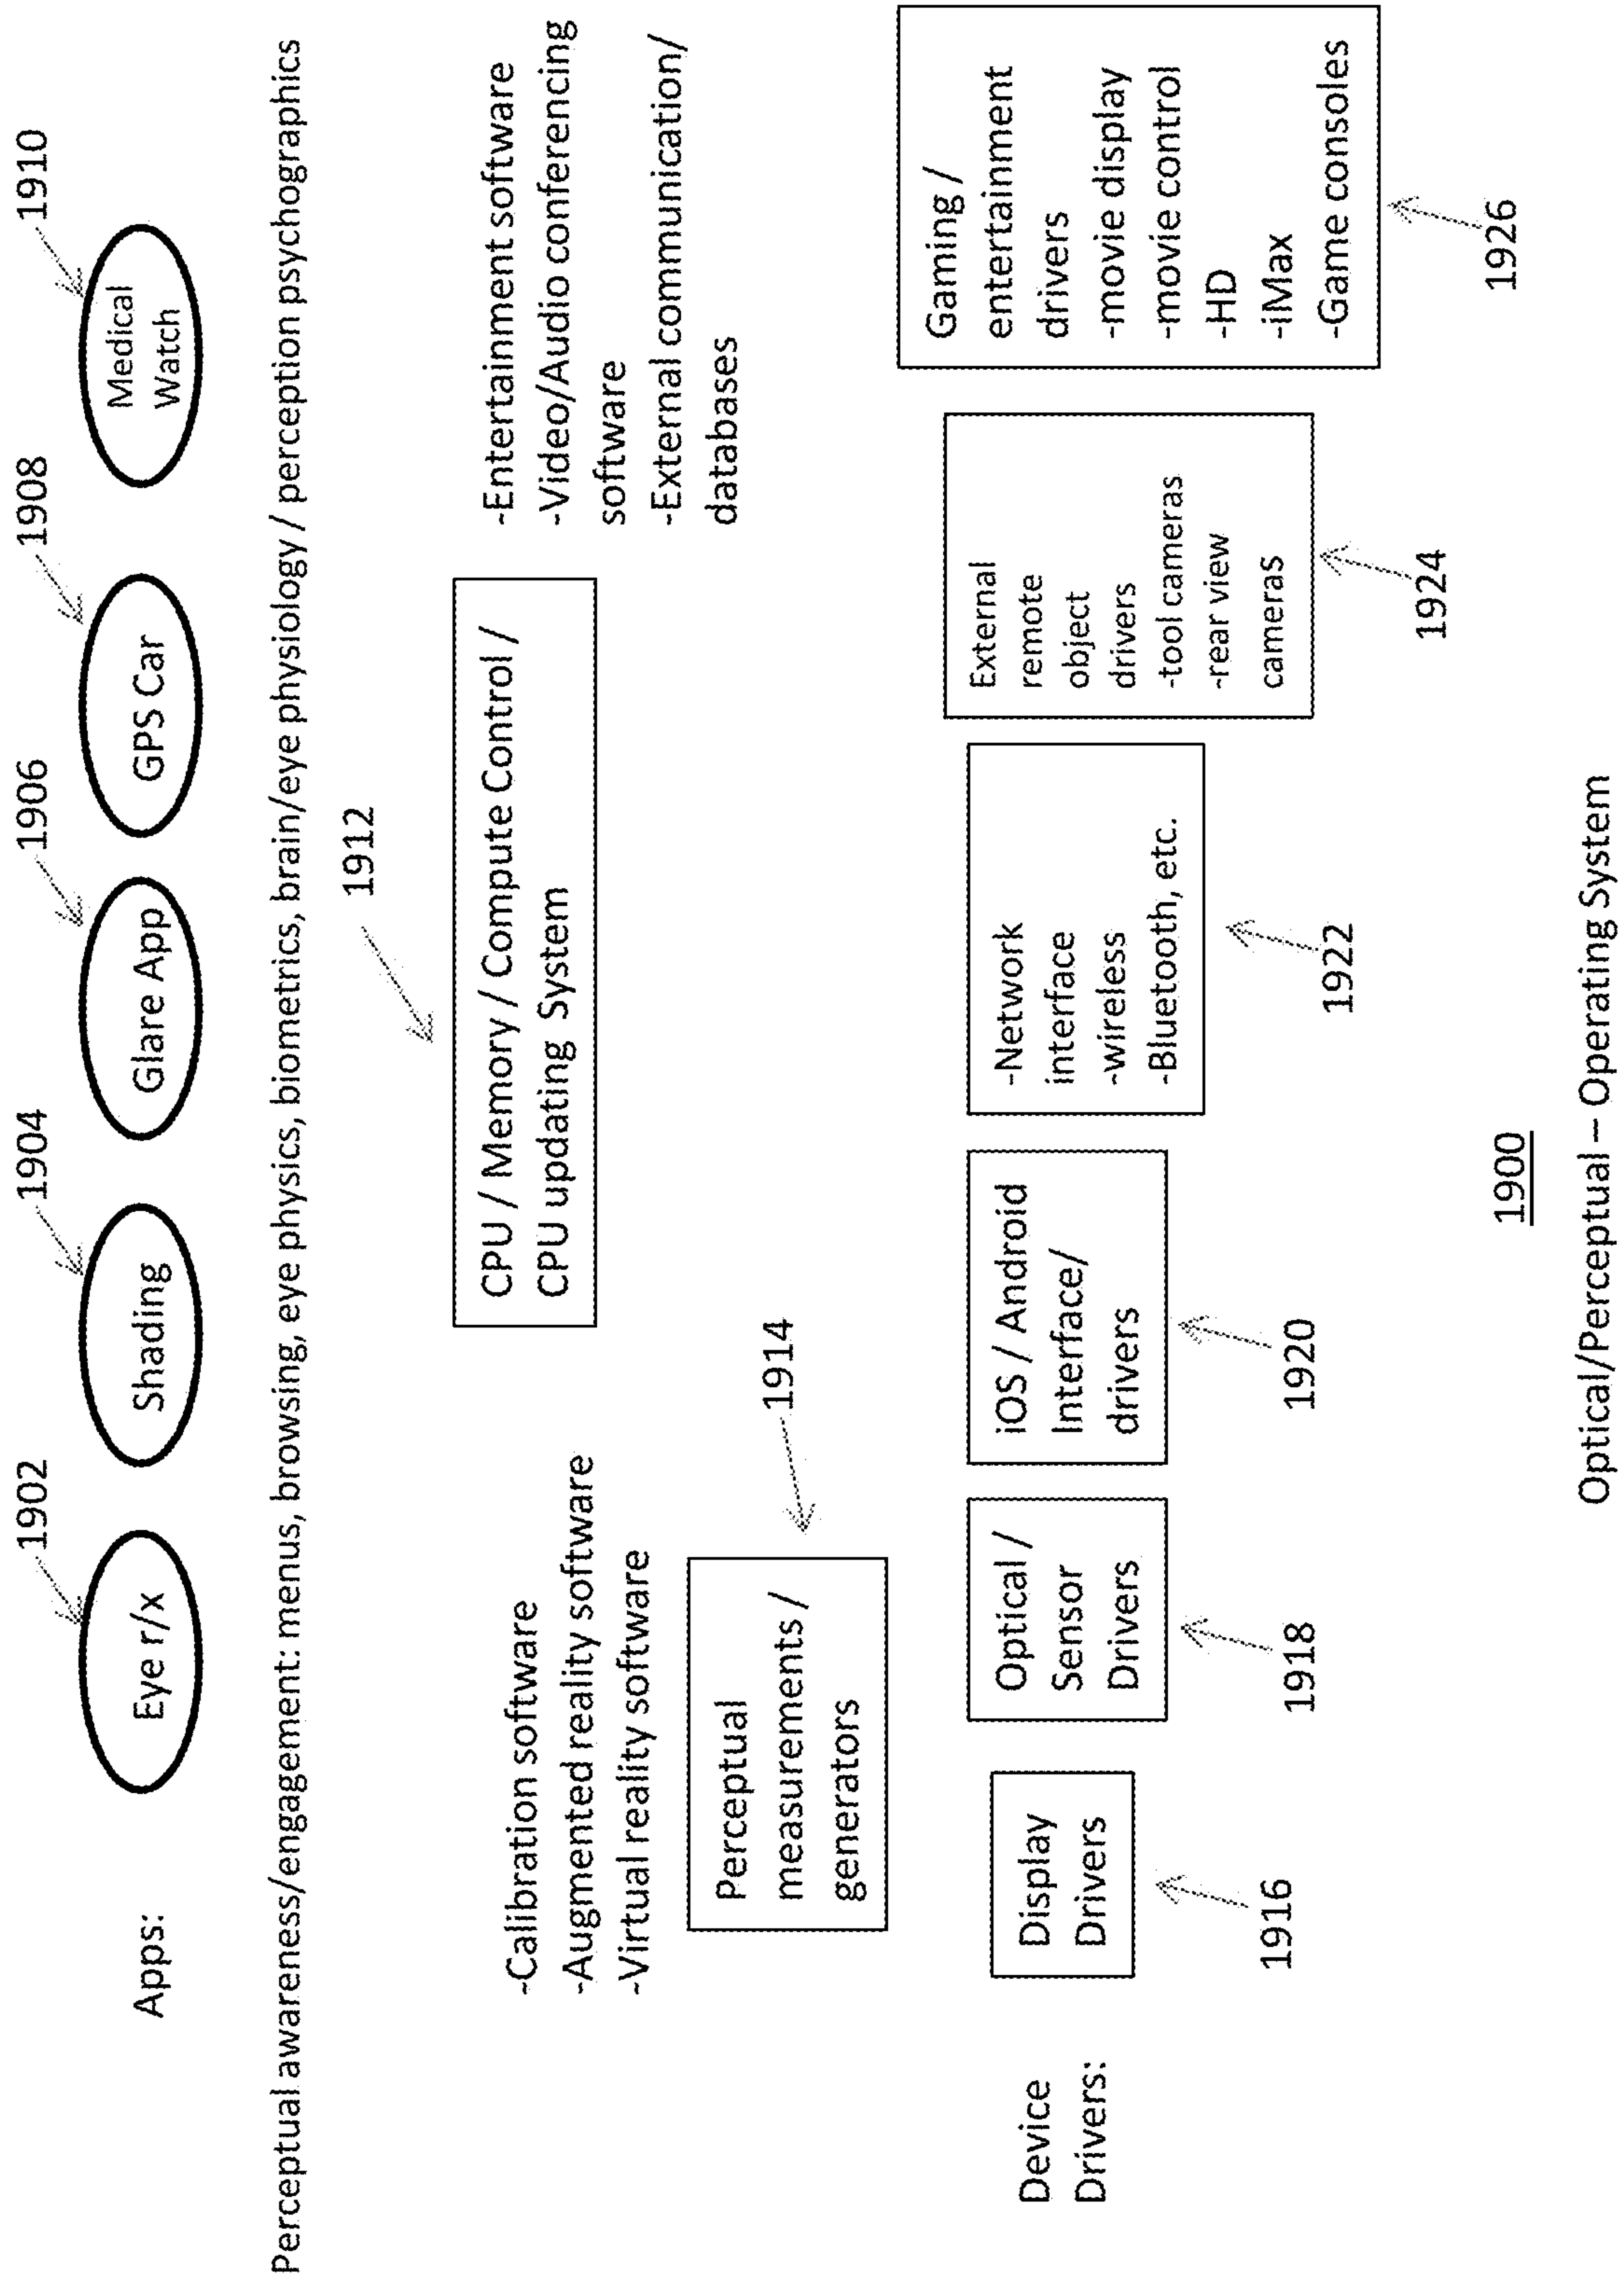 1902
1904
1906
1908
1910
Apps:
Eye r/x
Shading
Glare App
GPS Car
Medical
Watch
Perceptual awareness/engagement: menus, browsing, eye physics, biometrics, brain/eye physiology / perception psychographics
1912
-Calibration software
-Augmented reality software
-Virtual reality software
CPU / Memory / Compute Control /
CPU updating System
-Entertainment software
-Video/Audio conferencing
software
-External communication/
databases
1914
Perceptual
measurements /
generators
Device
Drivers:
Display
Drivers
Optical /
Sensor
Drivers
iOS / Android
Interface/
drivers
-Network
interface
-wireless
-Bluetooth, etc.
External
remote
object
drivers
-tool cameras
-rear view
cameras
Gaming /
entertainment
drivers
-movie display
-movie control
-HD
-iMax
-Game consoles
1916
1918
1920
1922
1924
1926
1900
Optical/Perceptual – Operating System